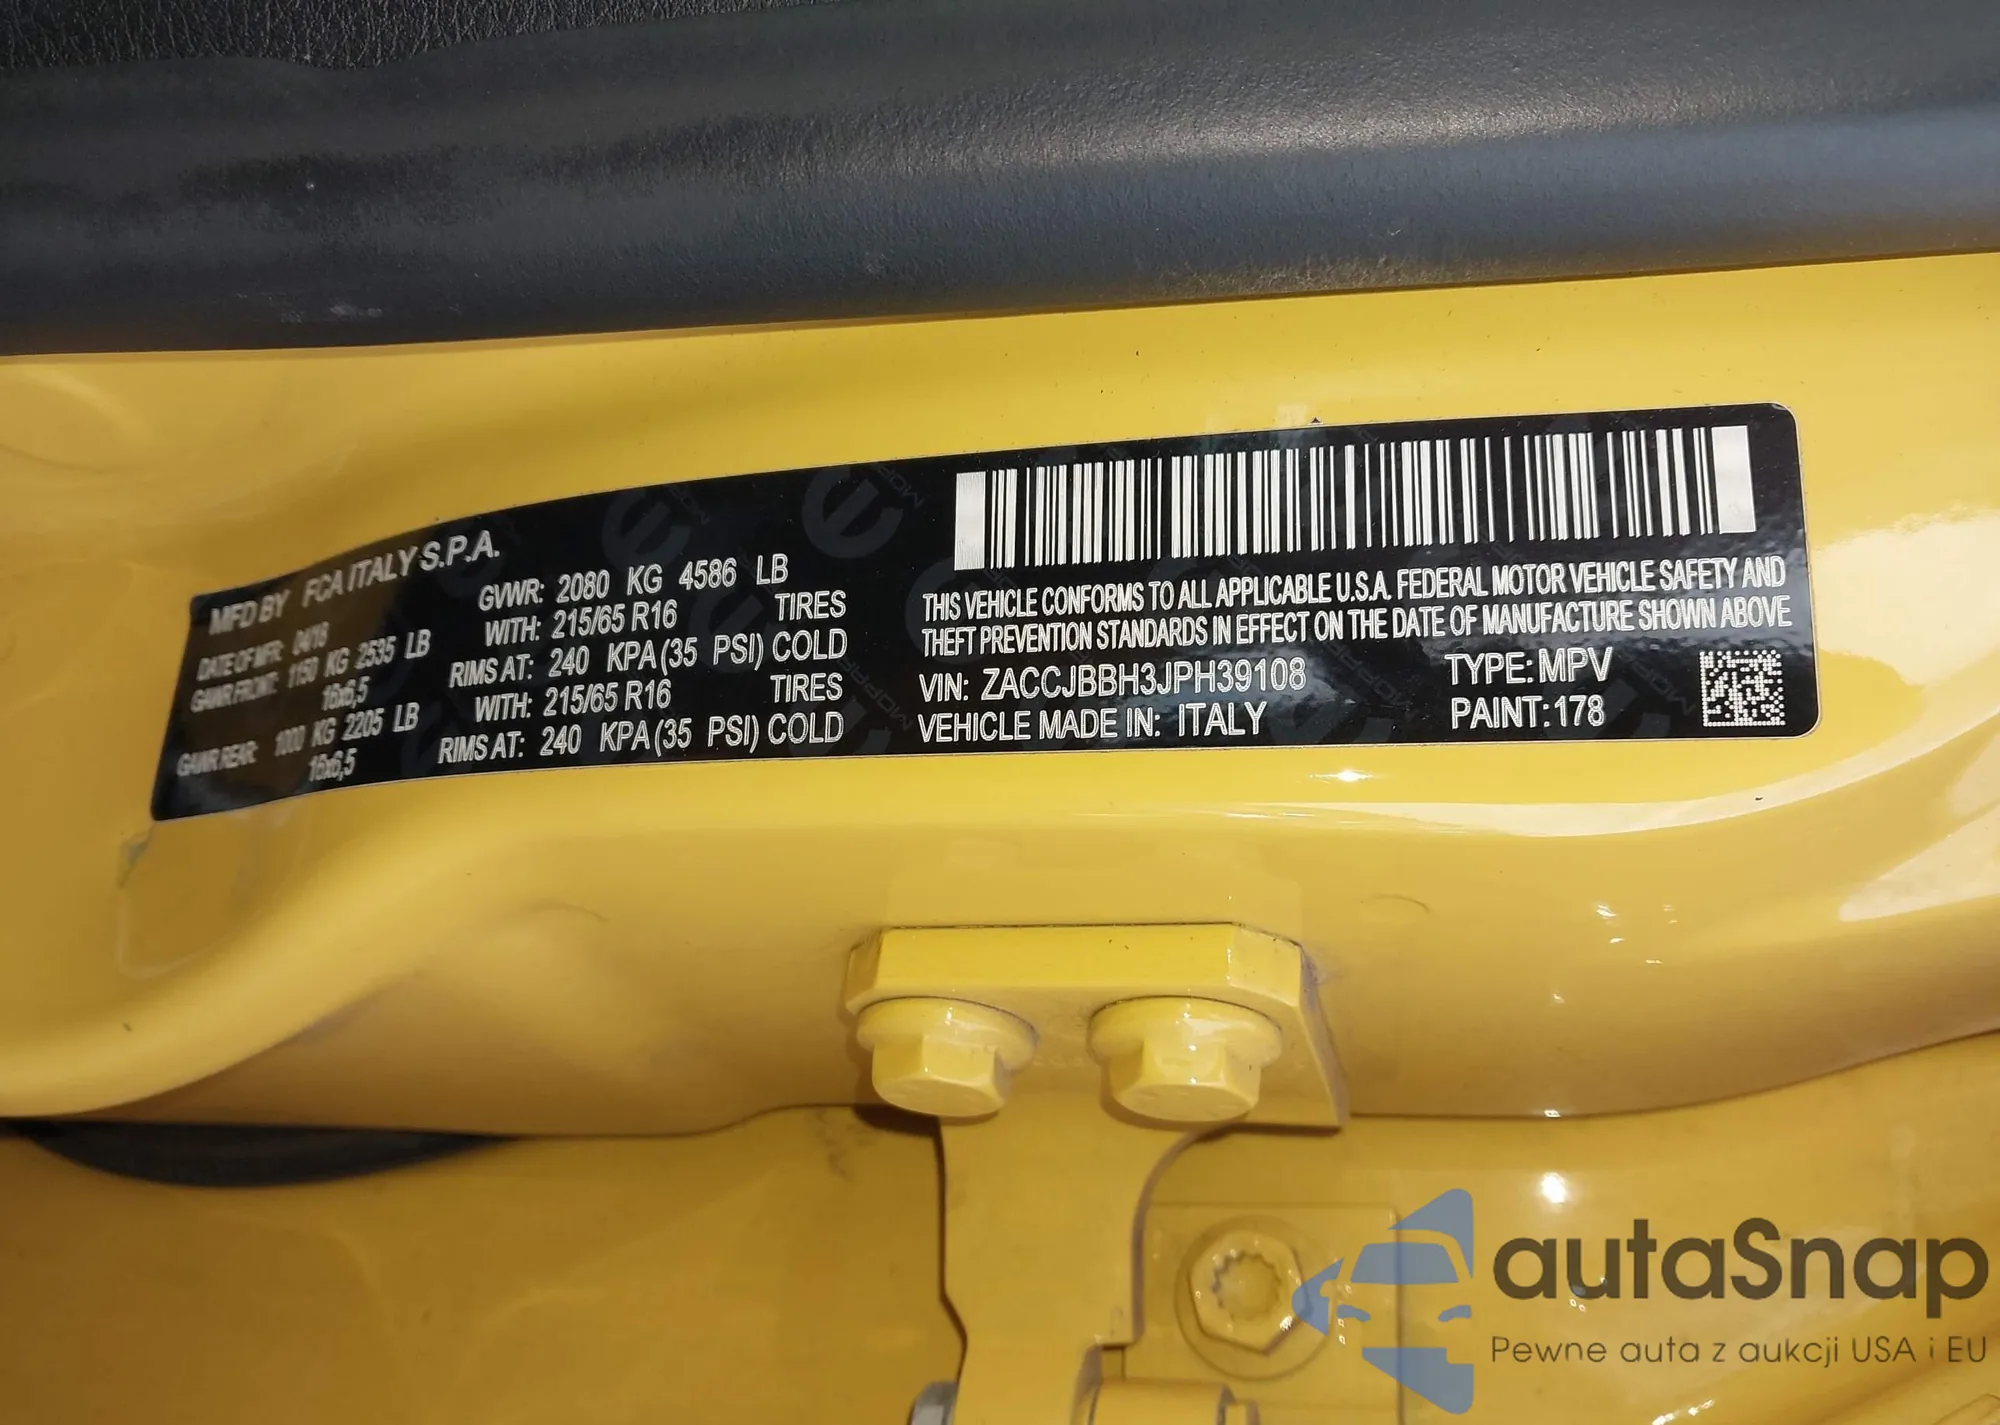 MFD BY FCA ITALY S.P.A.
DATE OF MFR: 04/18 GVWR: 2080 KG 4586 LB
GAWR FRONT: 1150 KG 2535 LB WITH: 215/65 R16 TIRES
16x6,5 RIMS AT: 240 KPA (35 PSI) COLD
GAWR REAR: 1000 KG 2205 LB WITH: 215/65 R16 TIRES
16x6,5 RIMS AT: 240 KPA (35 PSI) COLD
THIS VEHICLE CONFORMS TO ALL APPLICABLE U.S.A. FEDERAL MOTOR VEHICLE SAFETY AND
THEFT PREVENTION STANDARDS IN EFFECT ON THE DATE OF MANUFACTURE SHOWN ABOVE
VIN: ZACCJBBH3JPH39108 TYPE: MPV
VEHICLE MADE IN: ITALY PAINT: 178
autaSnap
Pewne auta z aukcji USA i EU